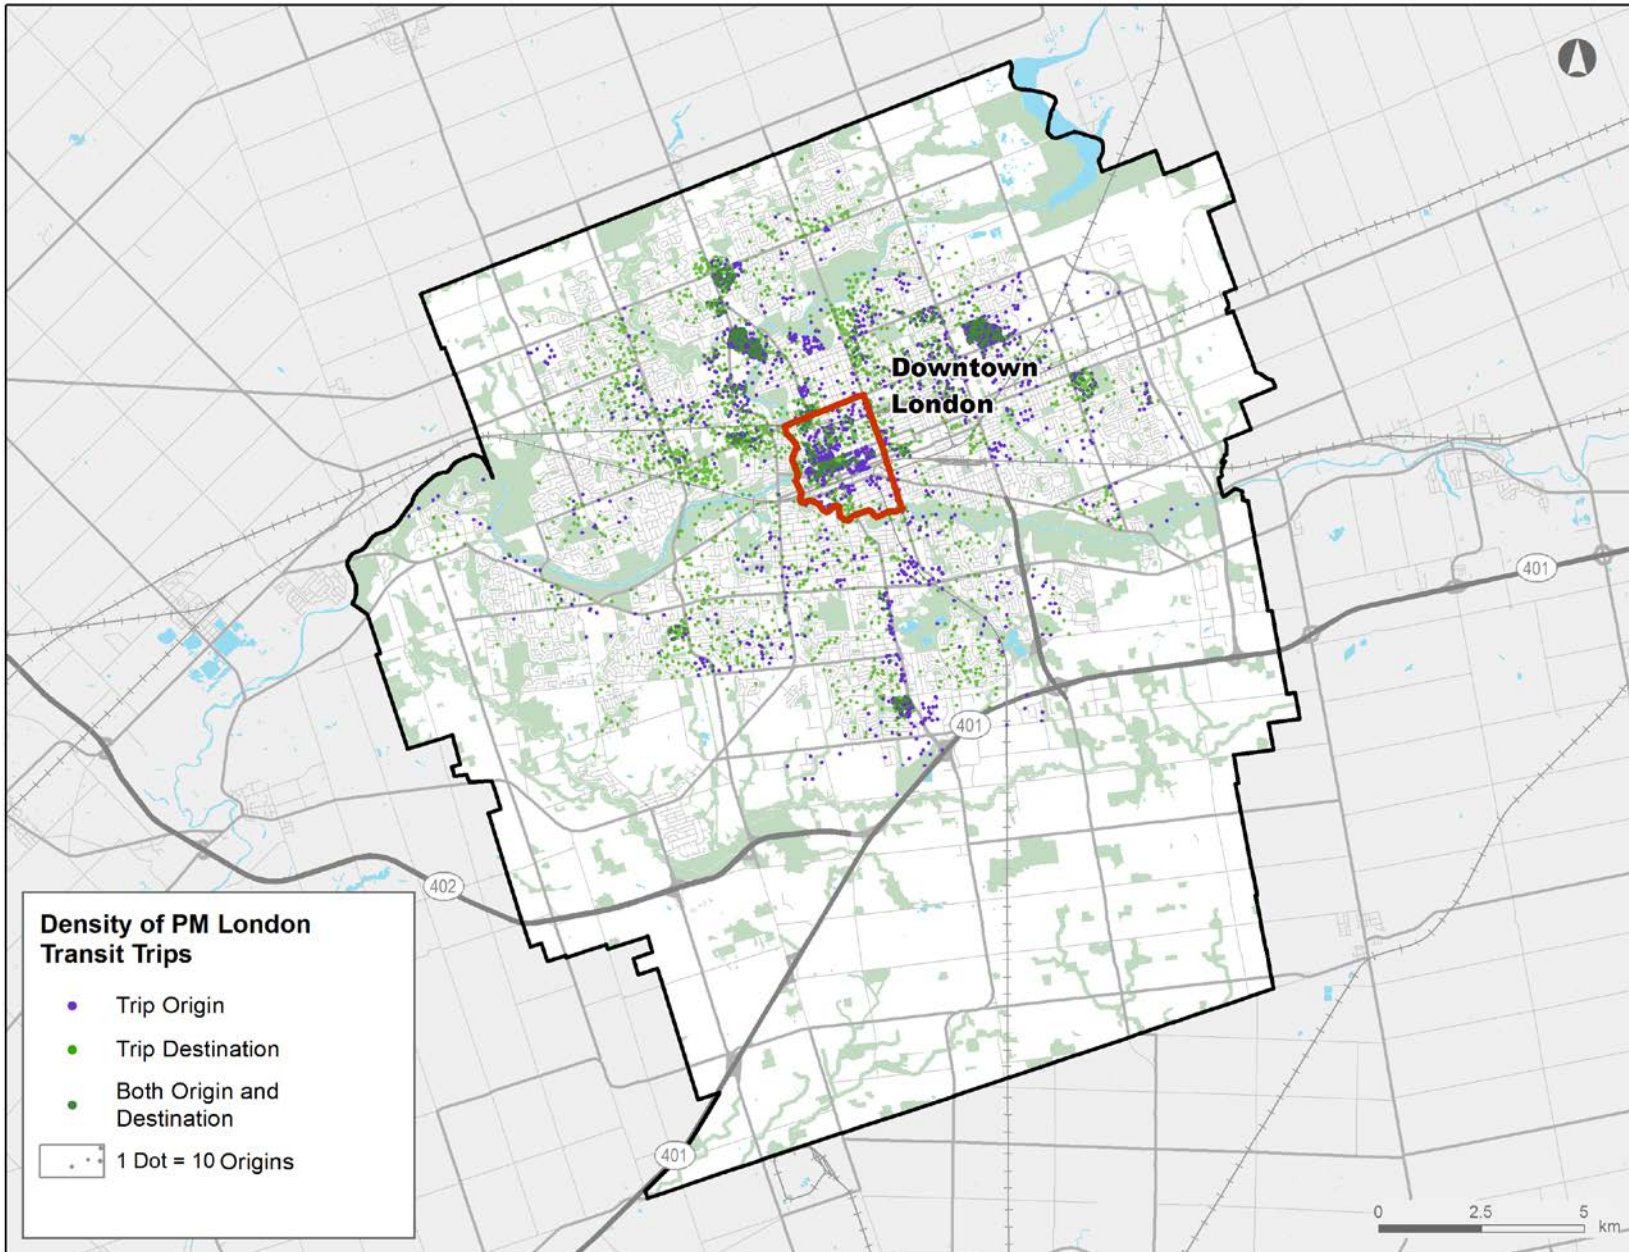 Downtown
London
401
401
402
401
Density of PM London
Transit Trips
Trip Origin
Trip Destination
Both Origin and
Destination
1 Dot = 10 Origins
0 2.5 5
km